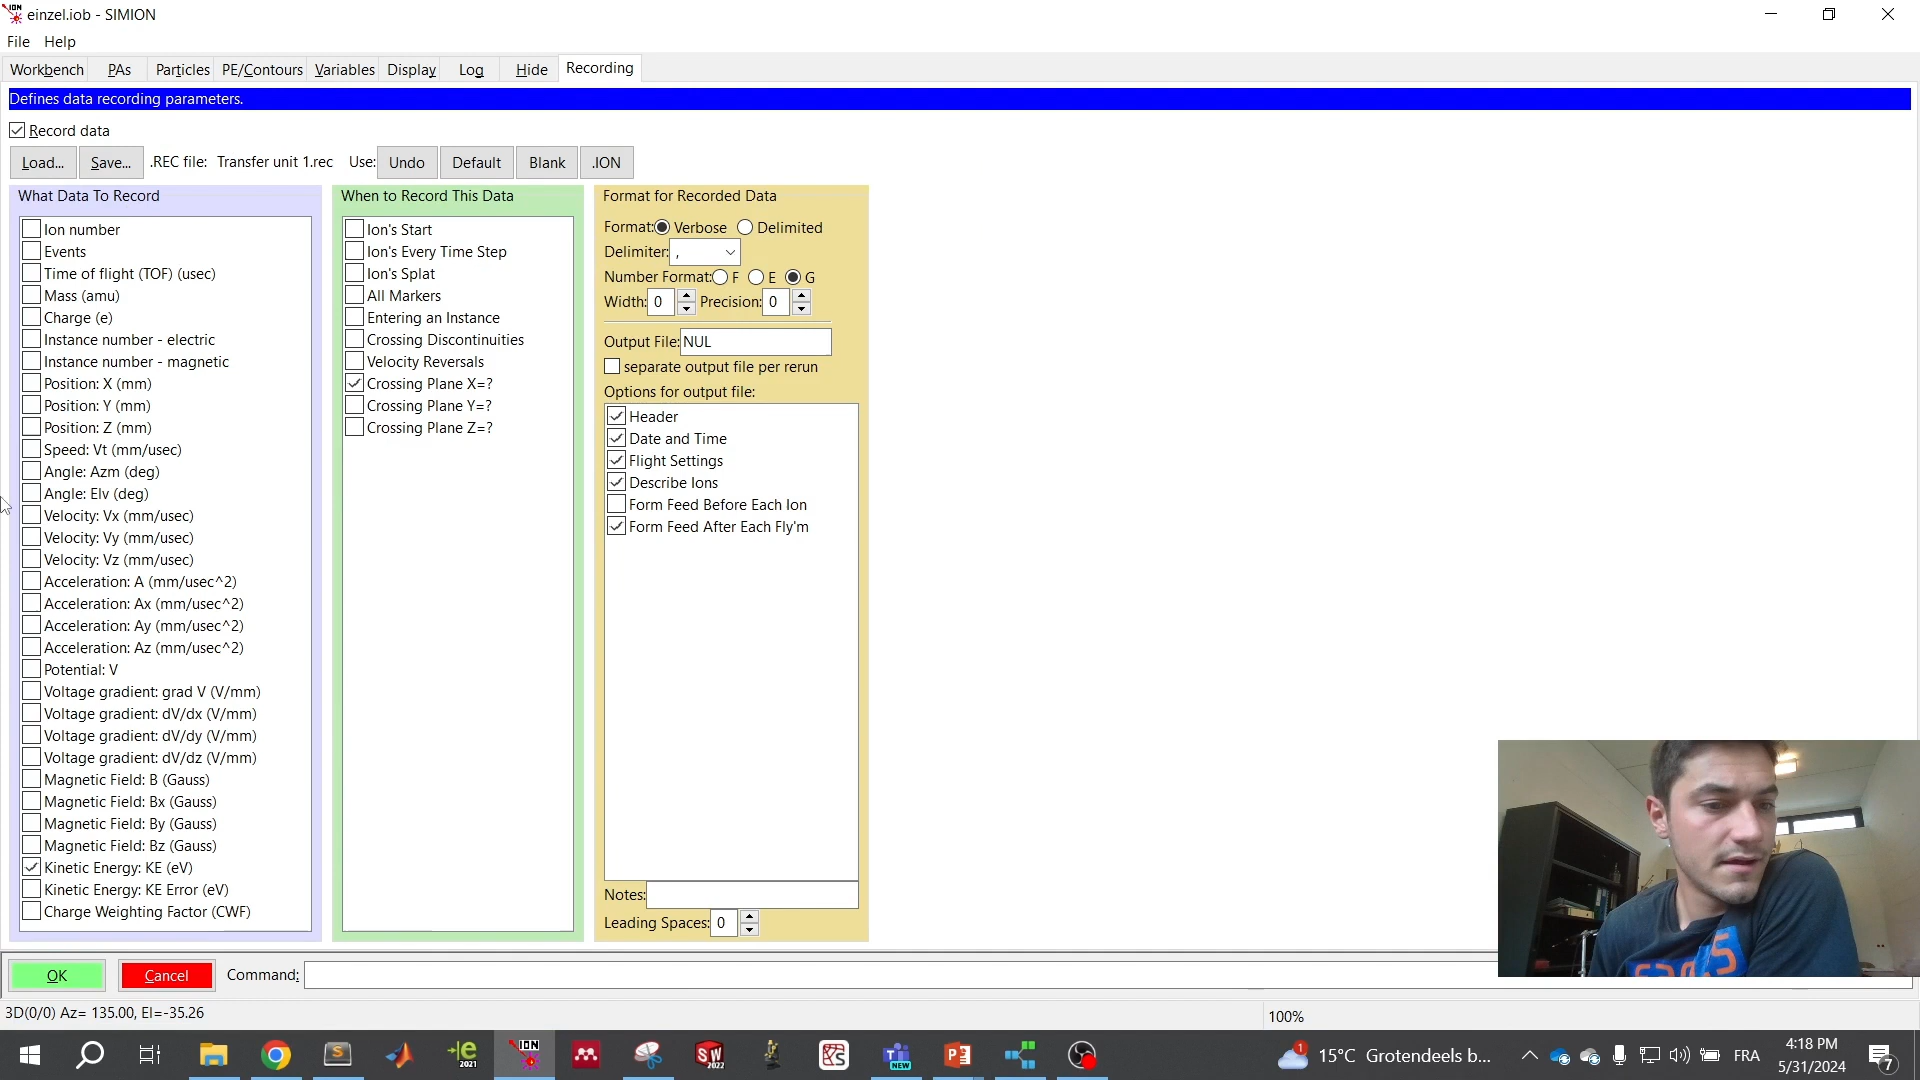 einzel.iob - SIMION
File Help
Workbench PAs Particles PE/Contours Variables Display Log Hide Recording
Defines data recording parameters.
Record data
Load... Save... .REC file: Transfer unit 1.rec Use: Undo Default Blank .ION
What Data To Record
Ion number
Events
Time of flight (TOF) (usec)
Mass (amu)
Charge (e)
Instance number - electric
Instance number - magnetic
Position: X (mm)
Position: Y (mm)
Position: Z (mm)
Speed: Vt (mm/usec)
Angle: Azm (deg)
Angle: Elv (deg)
Velocity: Vx (mm/usec)
Velocity: Vy (mm/usec)
Velocity: Vz (mm/usec)
Acceleration: A (mm/usec^2)
Acceleration: Ax (mm/usec^2)
Acceleration: Ay (mm/usec^2)
Acceleration: Az (mm/usec^2)
Potential: V
Voltage gradient: grad V (V/mm)
Voltage gradient: dV/dx (V/mm)
Voltage gradient: dV/dy (V/mm)
Voltage gradient: dV/dz (V/mm)
Magnetic Field: B (Gauss)
Magnetic Field: Bx (Gauss)
Magnetic Field: By (Gauss)
Magnetic Field: Bz (Gauss)
Kinetic Energy: KE (eV)
Kinetic Energy: KE Error (eV)
Charge Weighting Factor (CWF)
When to Record This Data
Ion's Start
Ion's Every Time Step
Ion's Splat
All Markers
Entering an Instance
Crossing Discontinuities
Velocity Reversals
Crossing Plane X=?
Crossing Plane Y=?
Crossing Plane Z=?
Format for Recorded Data
Format: Verbose Delimited
Delimiter: ,
Number Format: F E G
Width: 0 Precision: 0
Output File: NUL
separate output file per rerun
Options for output file:
Header
Date and Time
Flight Settings
Describe Ions
Form Feed Before Each Ion
Form Feed After Each Fly'm
Notes:
Leading Spaces: 0
OK Cancel Command:
3D(0/0) Az= 135.00, El=-35.26
100%
15°C Grotendeels b... FRA
4:18 PM
5/31/2024